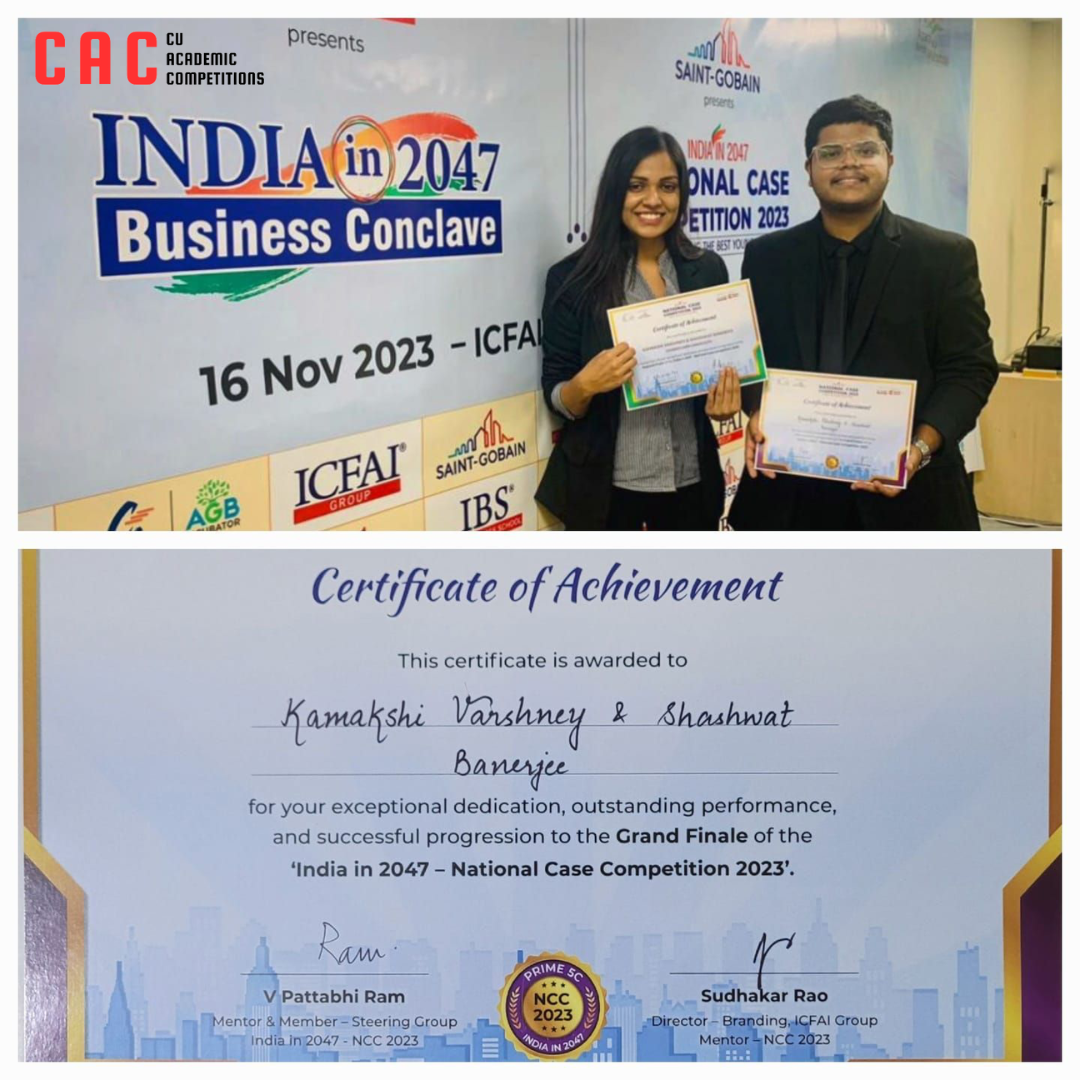 CAC
CU
ACADEMIC
COMPETITIONS
presents
INDIA in 2047
Business Conclave
16 Nov 2023 – ICFAI
SAINT-GOBAIN
presents
INDIA IN 2047
ONAL CASE
PETITION 2023
THE BEST
Certificate of Achievement
Certificate of Achievement
AGB
UBATOR
ICFAI®
GROUP
SAINT-GOBAIN
IBS®
SCHOOL
Certificate of Achievement
This certificate is awarded to
Kamakshi Varshney & Shashwat
Banerjee
for your exceptional dedication, outstanding performance,
and successful progression to the Grand Finale of the
‘India in 2047 – National Case Competition 2023’.
Ram
V Pattabhi Ram
Mentor & Member – Steering Group
India in 2047 - NCC 2023
PRIME 5C
NCC
2023
INDIA IN 2047
Sudhakar Rao
Director – Branding, ICFAI Group
Mentor – NCC 2023